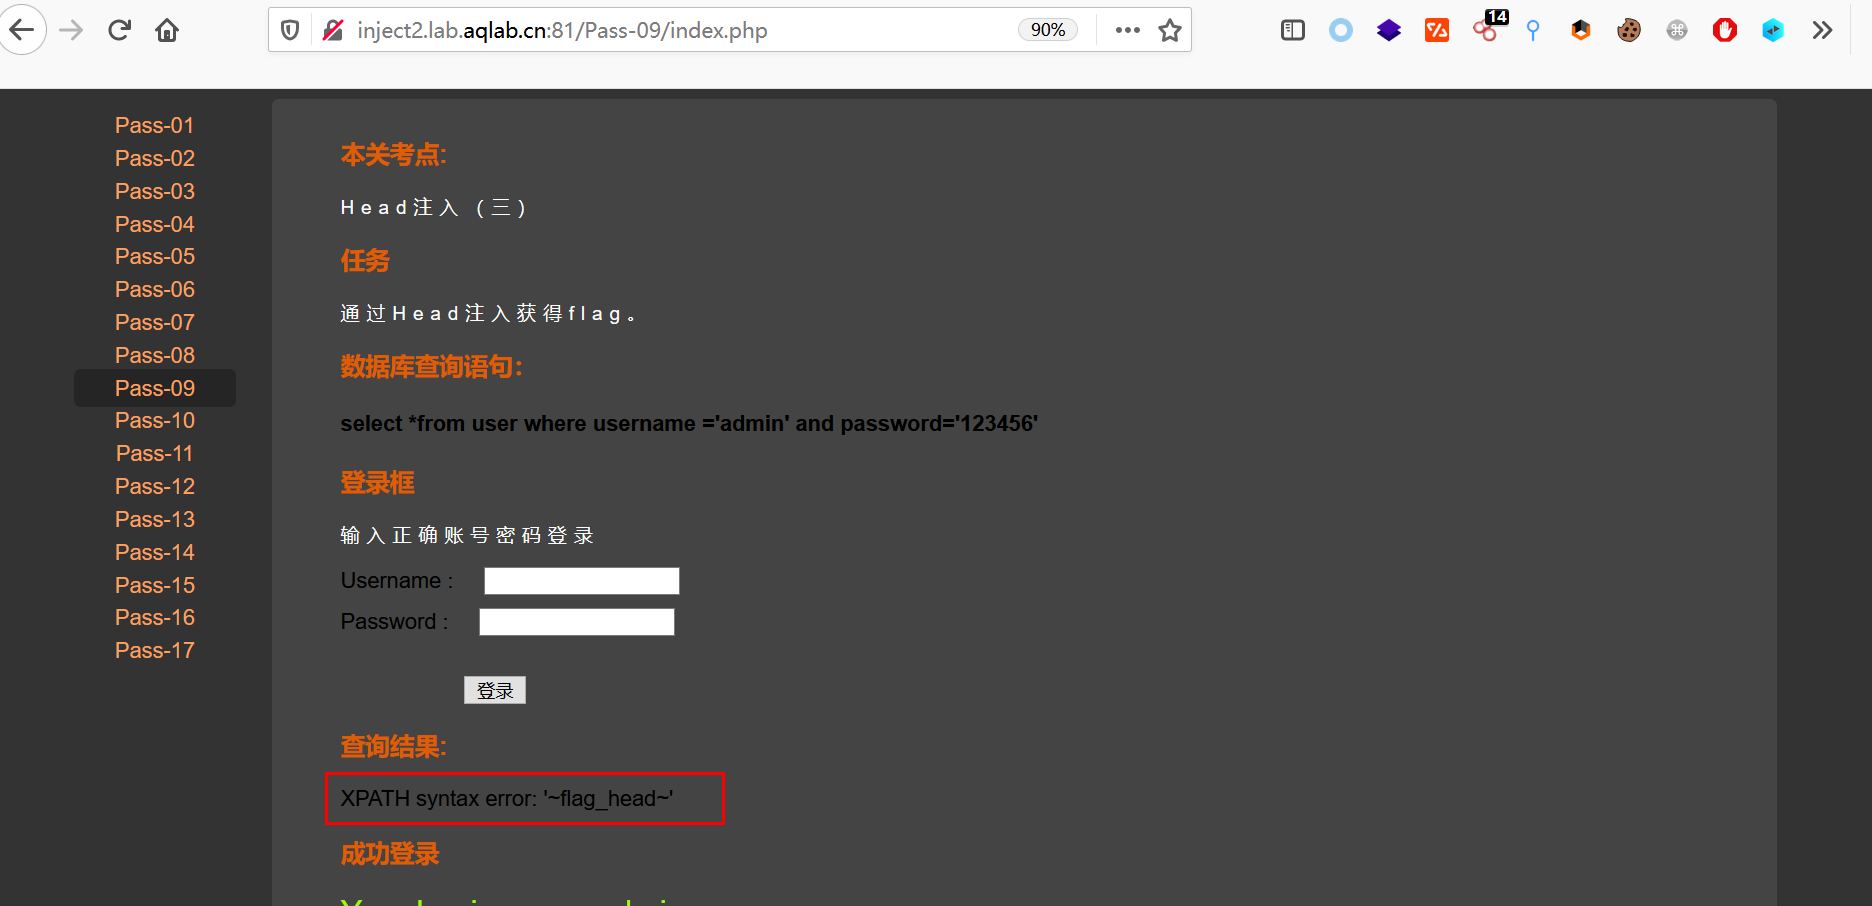 inject2.lab.aqlab.cn:81/Pass-09/index.php
90%
14
Pass-01
Pass-02
Pass-03
Pass-04
Pass-05
Pass-06
Pass-07
Pass-08
Pass-09
Pass-10
Pass-11
Pass-12
Pass-13
Pass-14
Pass-15
Pass-16
Pass-17
本关考点:
Head注入 (三)
任务
通过Head注入获得flag。
数据库查询语句:
select *from user where username ='admin' and password='123456'
登录框
输入正确账号密码登录
Username :
Password :
登录
查询结果:
XPATH syntax error: '~flag_head~'
成功登录